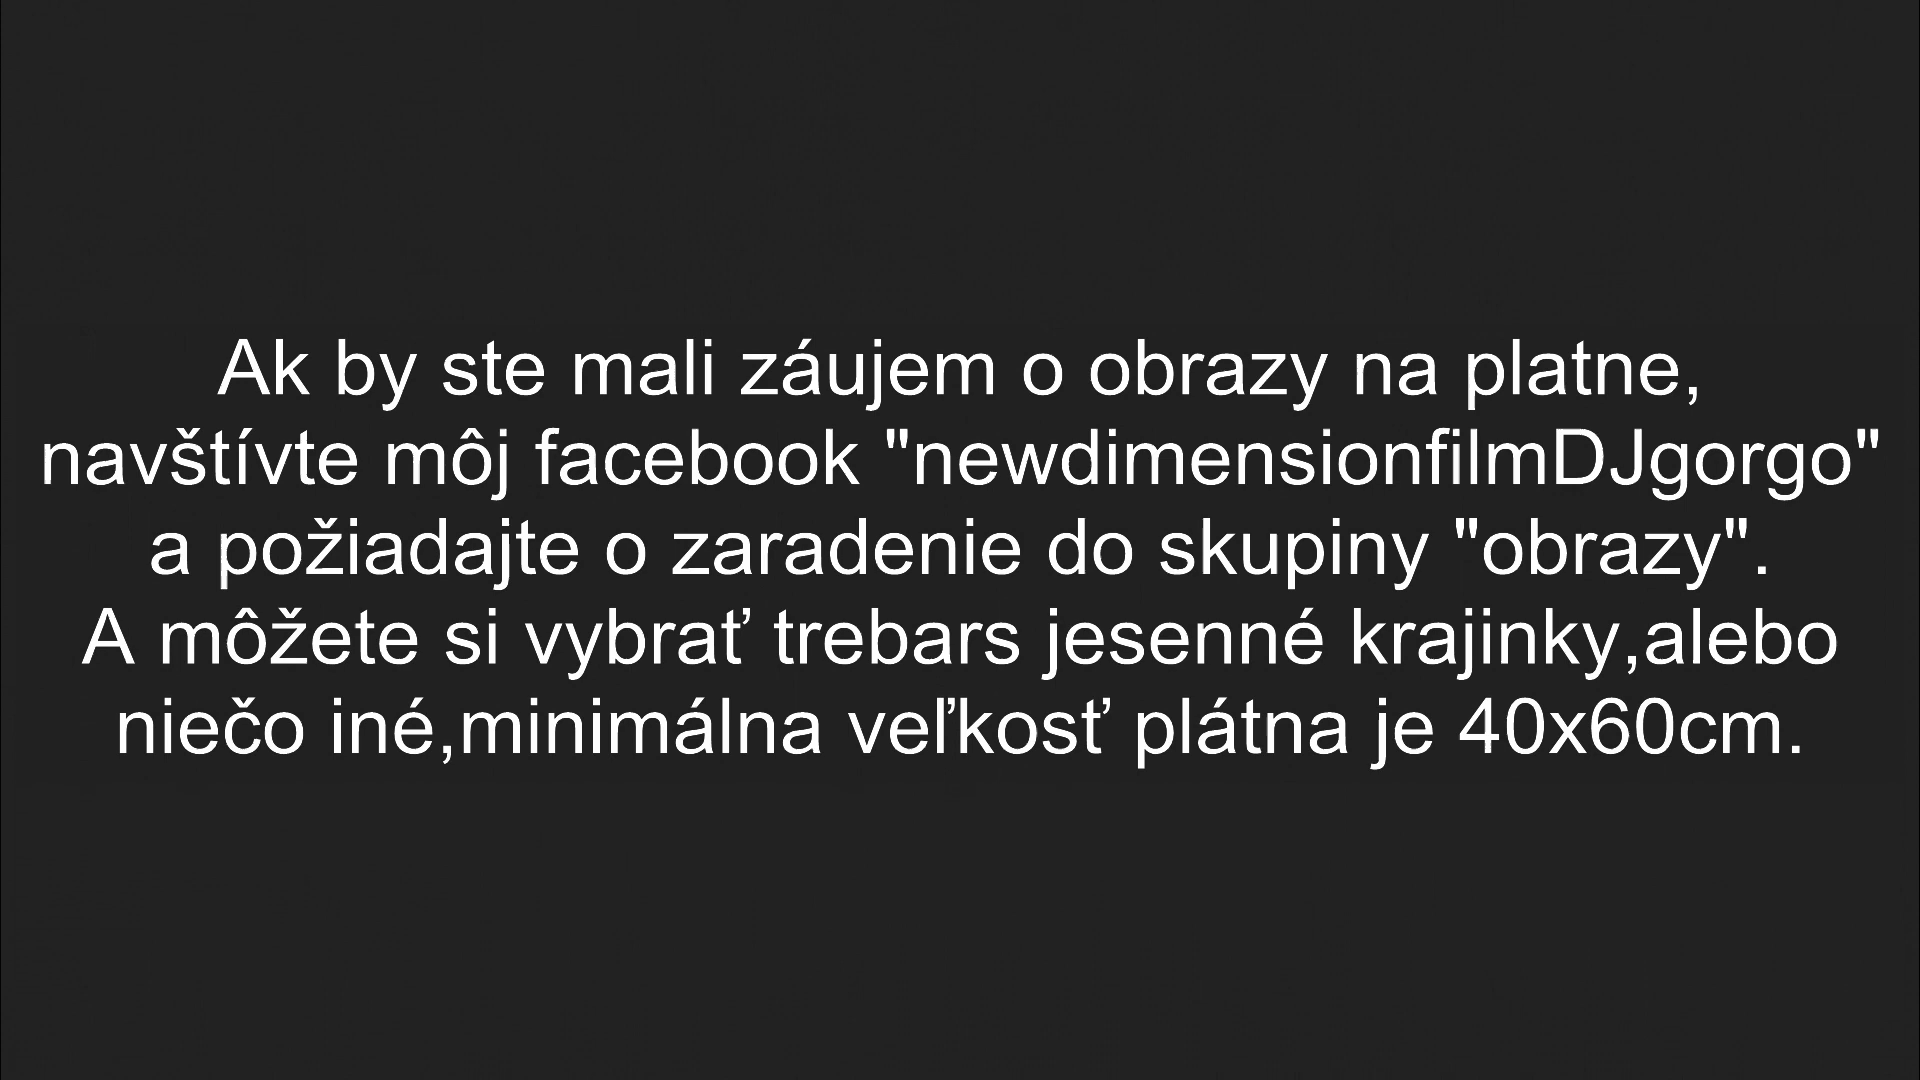 Ak by ste mali záujem o obrazy na platne,
navštívte môj facebook "newdimensionfilmDJgorgo"
a požiadajte o zaradenie do skupiny "obrazy".
A môžete si vybrať trebars jesenné krajinky,alebo
niečo iné,minimálna veľkosť plátna je 40x60cm.